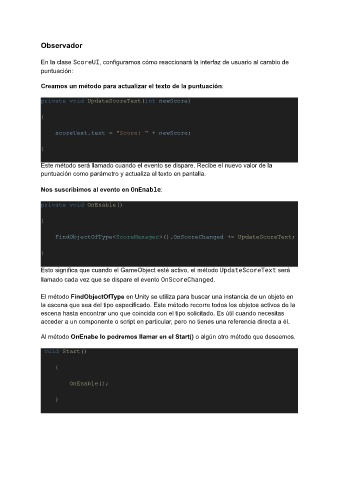 Observador
En la clase ScoreUI, configuramos cómo reaccionará la interfaz de usuario al cambio de
puntuación:
Creamos un método para actualizar el texto de la puntuación:
private void UpdateScoreText(int newScore)
{
scoreText.text = "Score: " + newScore;
}
Este método será llamado cuando el evento se dispare. Recibe el nuevo valor de la
puntuación como parámetro y actualiza el texto en pantalla.
Nos suscribimos al evento en OnEnable:
private void OnEnable()
{
FindObjectOfType<ScoreManager>().OnScoreChanged += UpdateScoreText;
}
Esto significa que cuando el GameObject esté activo, el método UpdateScoreText será
llamado cada vez que se dispare el evento OnScoreChanged.
El método FindObjectOfType en Unity se utiliza para buscar una instancia de un objeto en
la escena que sea del tipo especificado. Este método recorre todos los objetos activos de la
escena hasta encontrar uno que coincida con el tipo solicitado. Es útil cuando necesitas
acceder a un componente o script en particular, pero no tienes una referencia directa a él.
Al método OnEnabe lo podremos llamar en el Start() o algún otro método que deseemos.
void Start()
{
OnEnable();
}